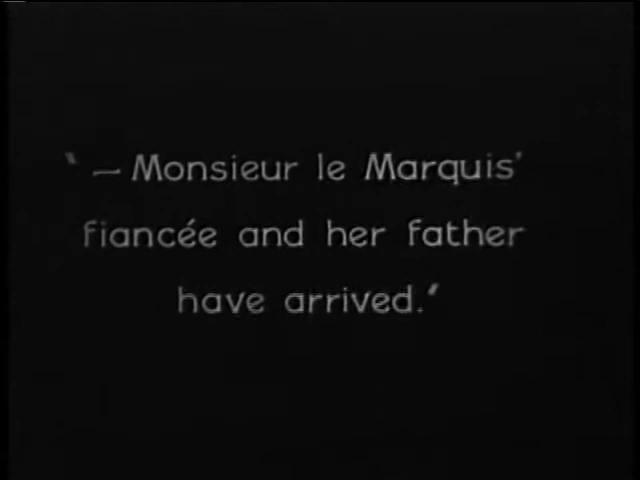 " — Monsieur le Marquis'
fiancée and her father
have arrived."